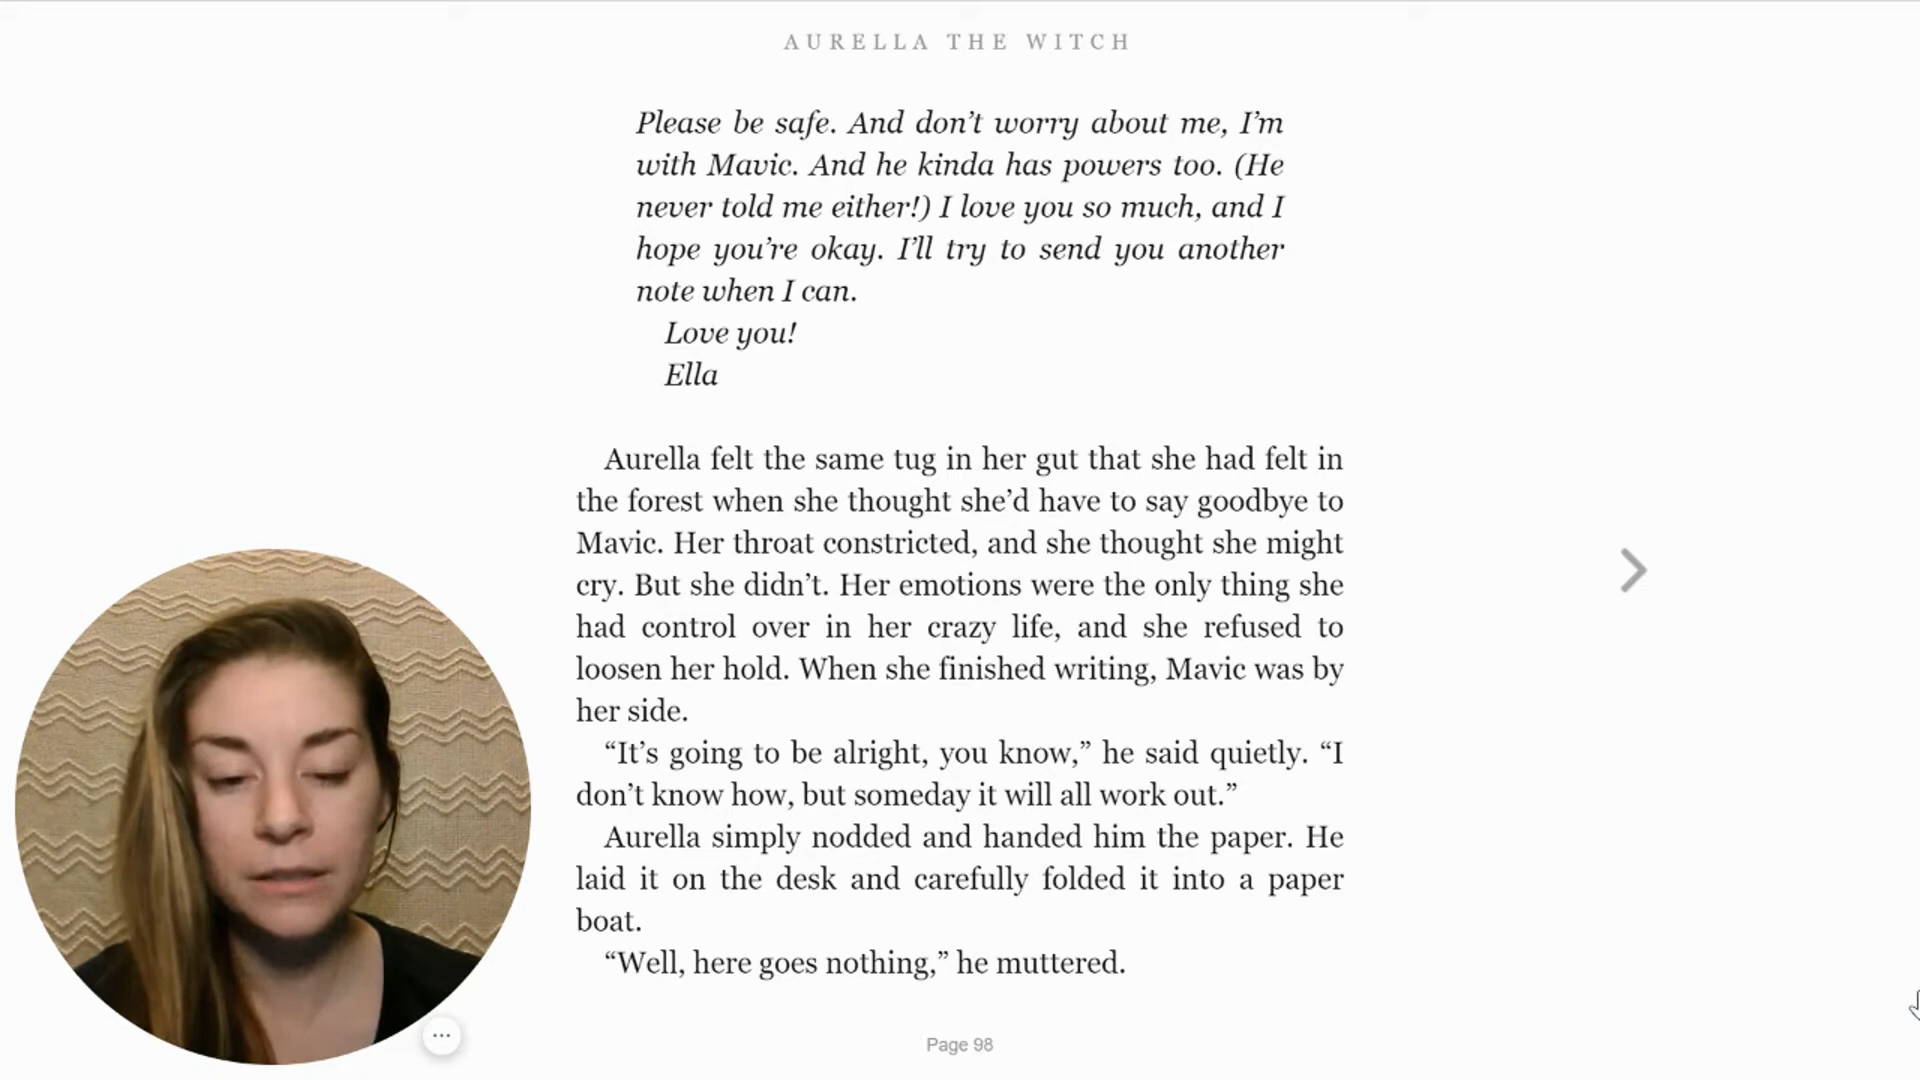 AURELLA THE WITCH
Please be safe. And don’t worry about me, I’m
with Mavic. And he kinda has powers too. (He
never told me either!) I love you so much, and I
hope you’re okay. I’ll try to send you another
note when I can.
Love you!
Ella
Aurella felt the same tug in her gut that she had felt in
the forest when she thought she’d have to say goodbye to
Mavic. Her throat constricted, and she thought she might
cry. But she didn’t. Her emotions were the only thing she
had control over in her crazy life, and she refused to
loosen her hold. When she finished writing, Mavic was by
her side.
“It’s going to be alright, you know,” he said quietly. “I
don’t know how, but someday it will all work out.”
Aurella simply nodded and handed him the paper. He
laid it on the desk and carefully folded it into a paper
boat.
“Well, here goes nothing,” he muttered.
Page 98